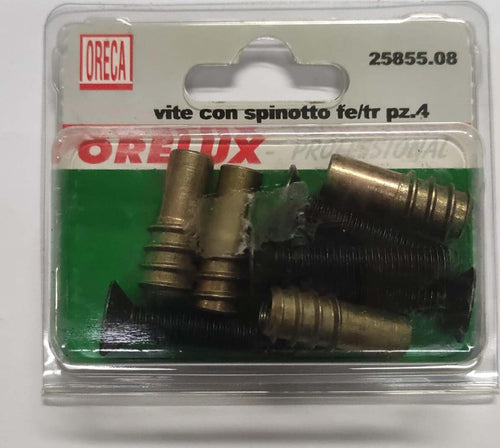 ORECA
25855.08
vite con spinotto fe/tr pz.4
ORELUX - PROFESSIONAL